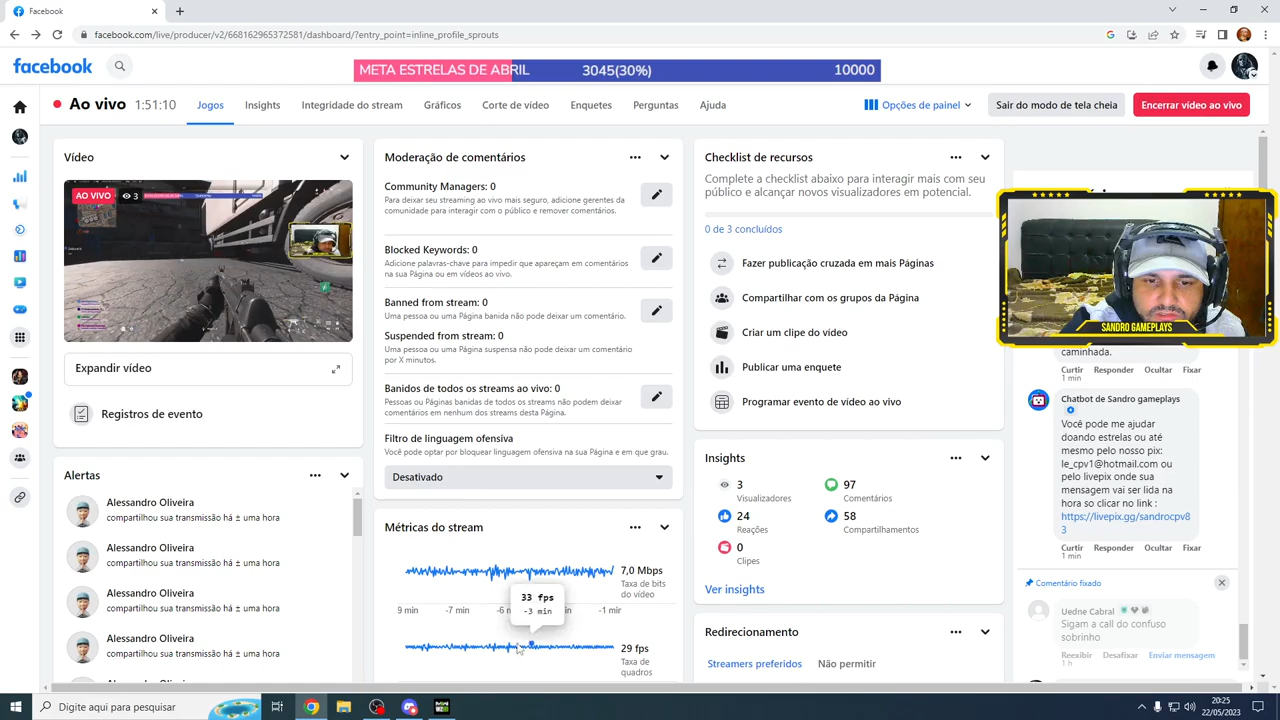 Facebook
facebook.com/live/producer/v2/668162965372581/dashboard/?entry_point=inline_profile_sprouts
facebook
META ESTRELAS DE ABRIL 3045(30%) 10000
Ao vivo 1:51:10 Jogos Insights Integridade do stream Gráficos Corte de vídeo Enquetes Perguntas Ajuda Opções de painel Sair do modo de tela cheia Encerrar vídeo ao vivo
Vídeo
AO VIVO 3
Expandir vídeo
Registros de evento
Alertas
Alessandro Oliveira
compartilhou sua transmissão há ± uma hora
Alessandro Oliveira
compartilhou sua transmissão há ± uma hora
Alessandro Oliveira
compartilhou sua transmissão há ± uma hora
Alessandro Oliveira
compartilhou sua transmissão há ± uma hora
Moderação de comentários
Community Managers: 0
Para deixar seu streaming ao vivo mais seguro, adicione gerentes da
comunidade para interagir com o público e remover comentários.
Blocked Keywords: 0
Adicione palavras-chave para impedir que apareçam em comentários
na sua Página ou em vídeos ao vivo.
Banned from stream: 0
Uma pessoa ou uma Página banida não pode deixar um comentário.
Suspended from stream: 0
Uma pessoa ou uma Página suspensa não pode deixar um comentário
por X minutos.
Banidos de todos os streams ao vivo: 0
Pessoas ou Páginas banidas de todos os streams não podem deixar
comentários em nenhum dos streams desta Página.
Filtro de linguagem ofensiva
Você pode optar por bloquear linguagem ofensiva na sua Página e em que grau.
Desativado
Métricas do stream
7,0 Mbps
Taxa de bits
do vídeo
33 fps
-3 min
9 min -7 min -1 mir
29 fps
Taxa de
quadros
Checklist de recursos
Complete a checklist abaixo para interagir mais com seu
público e alcançar novos visualizadores em potencial.
0 de 3 concluídos
Fazer publicação cruzada em mais Páginas
Compartilhar com os grupos da Página
Criar um clipe do vídeo
Publicar uma enquete
Programar evento de vídeo ao vivo
Insights
3
Visualizadores
97
Comentários
24
Reações
58
Compartilhamentos
0
Clipes
Ver insights
Redirecionamento
Streamers preferidos Não permitir
SANDRO GAMEPLAYS
caminhada.
Curtir Responder Ocultar Fixar
1 min
Chatbot de Sandro gameplays
Você pode me ajudar
doando estrelas ou até
mesmo pelo nosso pix:
le_cpv1@hotmail.com ou
pelo livepix onde sua
mensagem vai ser lida na
hora so clicar no link :
https://livepix.gg/sandrocpv8
3
Curtir Responder Ocultar Fixar
1 min
Comentário fixado
Uedne Cabral
Sigam a call do confuso
sobrinho
Reexibir Desafixar Enviar mensagem
1 h
Digite aqui para pesquisar
20:25
22/05/2023